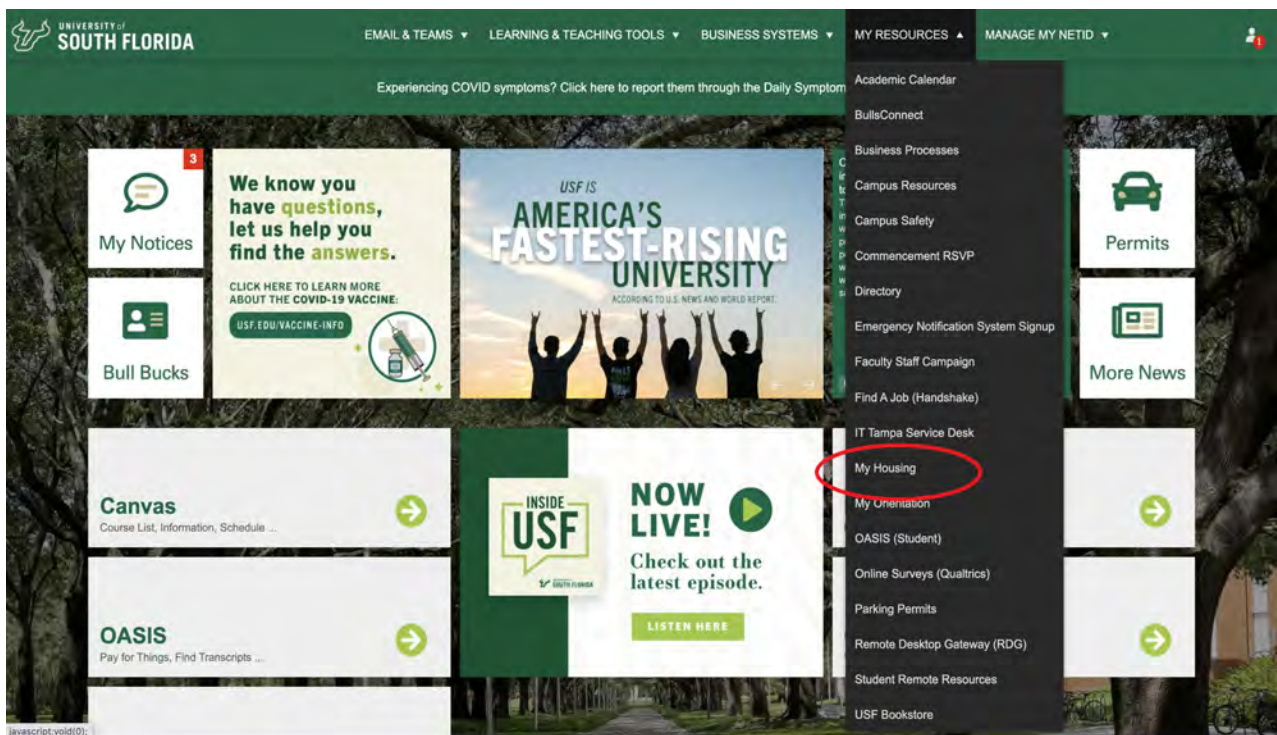 UNIVERSITY of
SOUTH FLORIDA
EMAIL & TEAMS ▼
LEARNING & TEACHING TOOLS ▼
BUSINESS SYSTEMS ▼
MY RESOURCES ▲
MANAGE MY NETID ▼
1
Experiencing COVID symptoms? Click here to report them through the Daily Symptom
3
My Notices
Bull Bucks
We know you
have questions,
let us help you
find the answers.
CLICK HERE TO LEARN MORE
ABOUT THE COVID-19 VACCINE:
USF.EDU/VACCINE-INFO
USF IS
AMERICA'S
FASTEST-RISING
UNIVERSITY
ACCORDING TO U.S. NEWS AND WORLD REPORT.
Academic Calendar
BullsConnect
Business Processes
Campus Resources
Campus Safety
Commencement RSVP
Directory
Emergency Notification System Signup
Faculty Staff Campaign
Find A Job (Handshake)
IT Tampa Service Desk
My Housing
My Orientation
OASIS (Student)
Online Surveys (Qualtrics)
Parking Permits
Remote Desktop Gateway (RDG)
Student Remote Resources
USF Bookstore
Permits
More News
Canvas
Course List, Information, Schedule ...
OASIS
Pay for Things, Find Transcripts ...
INSIDE
USF
SOUTH FLORIDA
NOW
LIVE!
Check out the
latest episode.
LISTEN HERE
javascript:void(0);